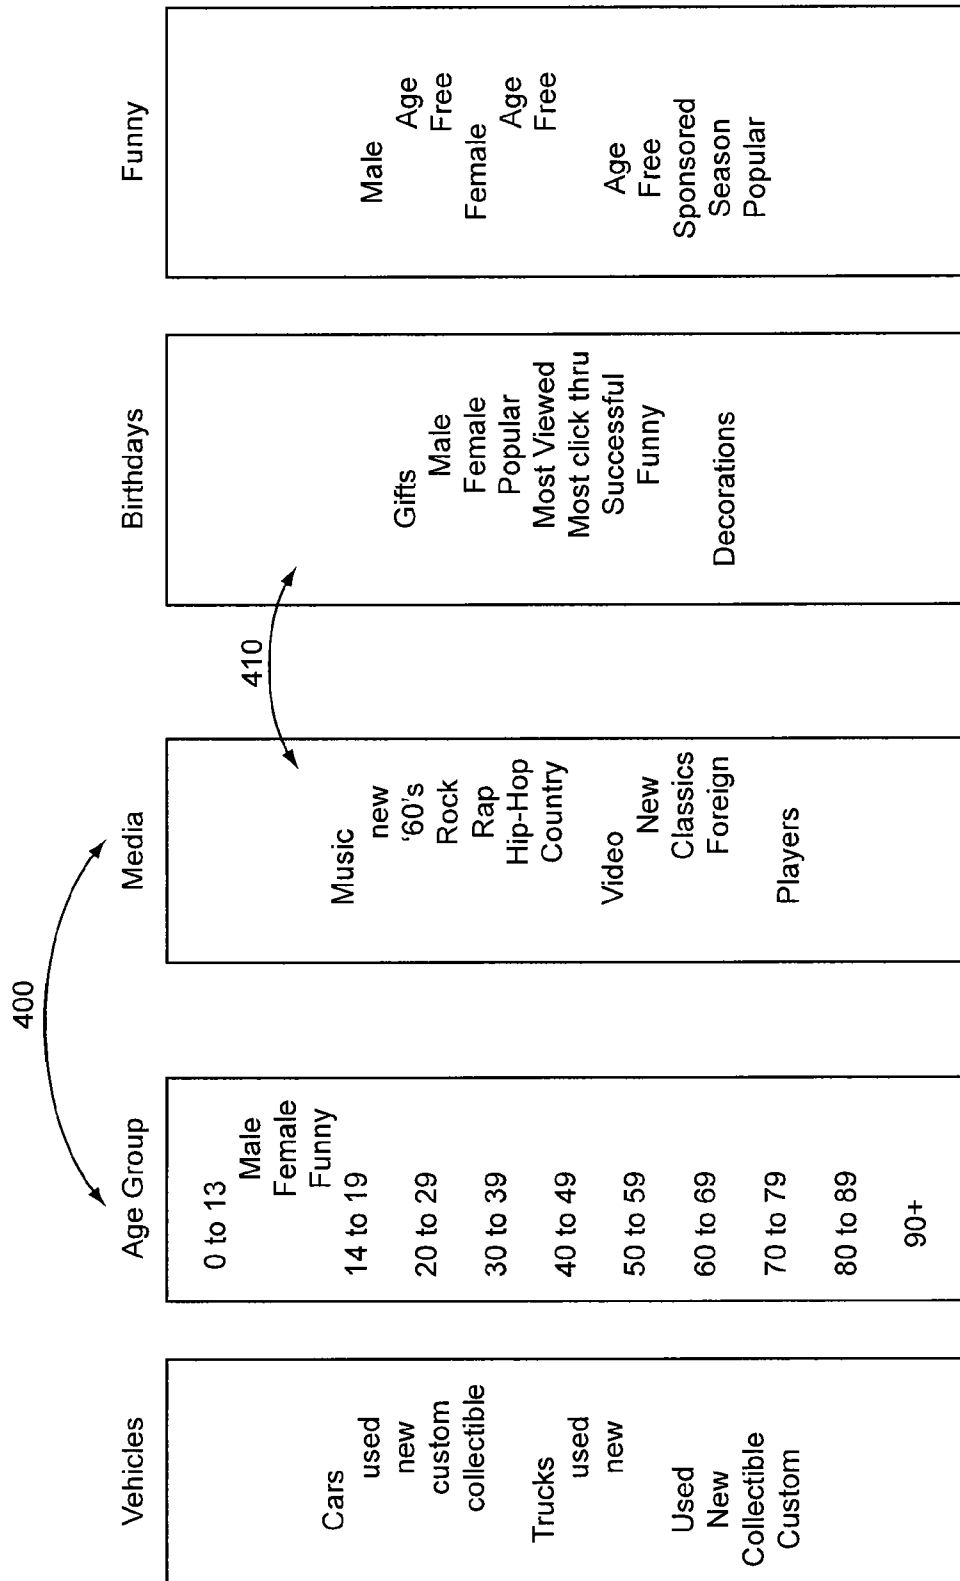 400
410
Vehicles
Cars
used
new
custom
collectible
Trucks
used
new
Used
New
Collectible
Custom
Age Group
0 to 13
Male
Female
Funny
14 to 19
20 to 29
30 to 39
40 to 49
50 to 59
60 to 69
70 to 79
80 to 89
90+
Media
Music
new
‘60's
Rock
Rap
Hip-Hop
Country
Video
New
Classics
Foreign
Players
Birthdays
Gifts
Male
Female
Popular
Most Viewed
Most click thru
Successful
Funny
Decorations
Funny
Male
Age
Free
Female
Age
Free
Age
Free
Sponsored
Season
Popular